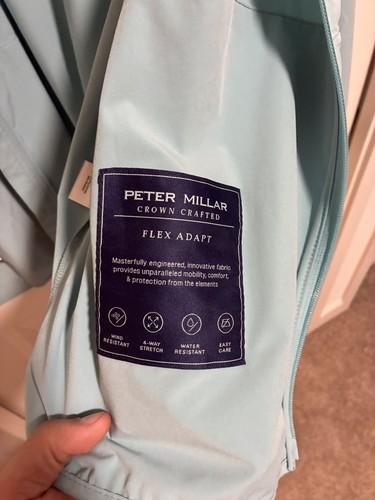 PETER MILLAR
CROWN CRAFTED
FLEX ADAPT
Masterfully engineered, innovative fabric
provides unparalleled mobility, comfort,
& protection from the elements
WIND
RESISTANT
4-WAY
STRETCH
WATER
RESISTANT
EASY
CARE